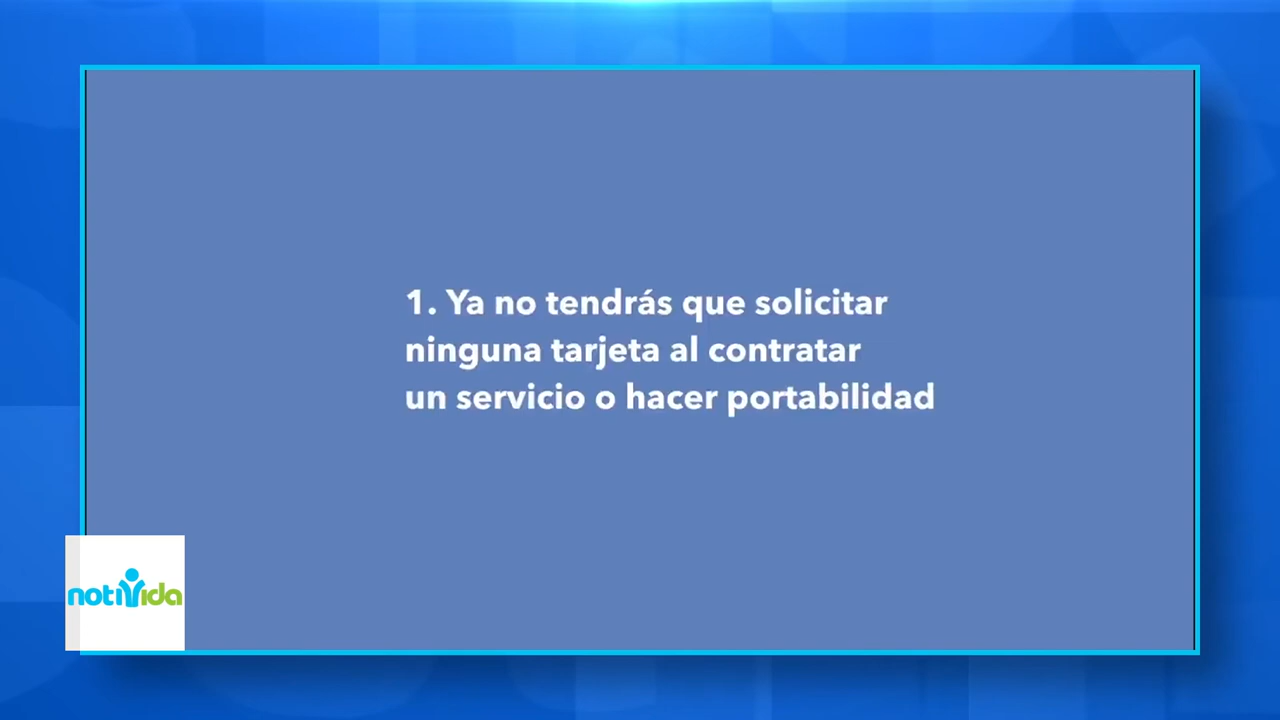 1. Ya no tendrás que solicitar
ninguna tarjeta al contratar
un servicio o hacer portabilidad
notiVida